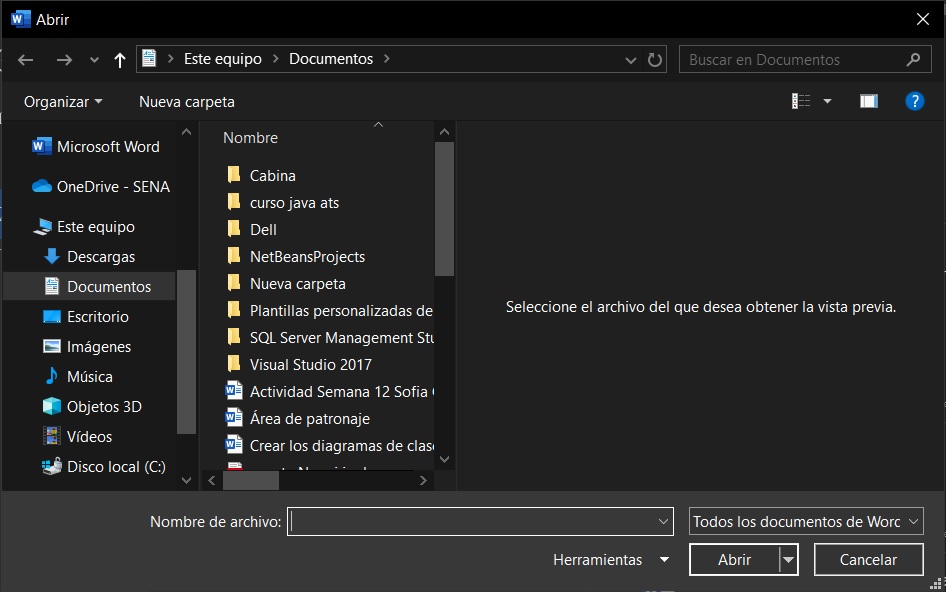 Abrir
Este equipo > Documentos >
Buscar en Documentos
Organizar
Nueva carpeta
?
Microsoft Word
OneDrive - SENA
Este equipo
Descargas
Documentos
Escritorio
Imágenes
Música
Objetos 3D
Vídeos
Disco local (C:)
Nombre
Cabina
curso java ats
Dell
NetBeansProjects
Nueva carpeta
Plantillas personalizadas de
SQL Server Management Stu
Visual Studio 2017
Actividad Semana 12 Sofia
Área de patronaje
Crear los diagramas de clase
Seleccione el archivo del que desea obtener la vista previa.
Nombre de archivo:
Todos los documentos de Worc
Herramientas
Abrir
Cancelar